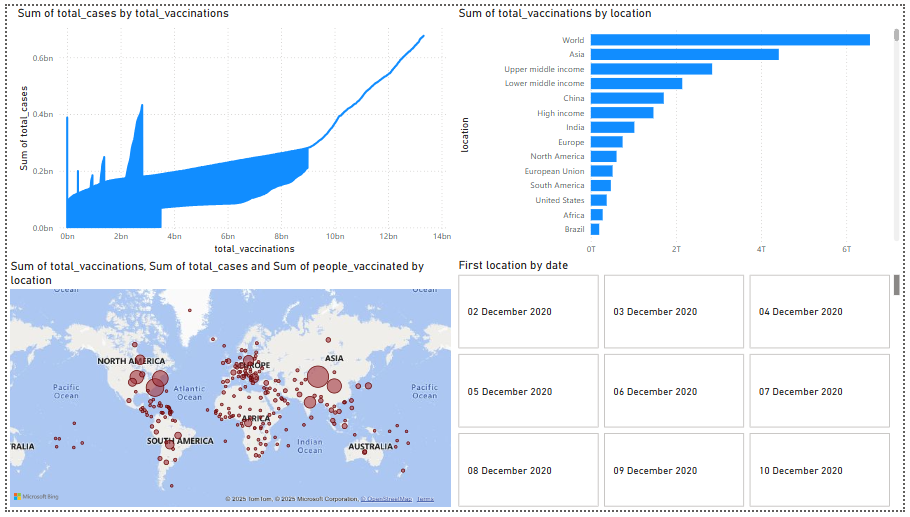 Sum of total_cases by total_vaccinations
Sum of total_cases
0.6bn
0.4bn
0.2bn
0.0bn
0bn
2bn
4bn
6bn
8bn
10bn
12bn
14bn
total_vaccinations
Sum of total_vaccinations by location
location
World
Asia
Upper middle income
Lower middle income
China
High income
India
Europe
North America
European Union
South America
United States
Africa
Brazil
0T
2T
4T
6T
Sum of total_vaccinations, Sum of total_cases and Sum of people_vaccinated by
location
Ocean
Ocean
NORTH AMERICA
EUROPE
ASIA
Pacific
Ocean
Atlantic
Ocean
Pacific
Ocean
AFRICA
SOUTH AMERICA
Indian
Ocean
RALIA
AUSTRALIA
Microsoft Bing
© 2025 TomTom, © 2025 Microsoft Corporation, © OpenStreetMap Terms
First location by date
02 December 2020
03 December 2020
04 December 2020
05 December 2020
06 December 2020
07 December 2020
08 December 2020
09 December 2020
10 December 2020